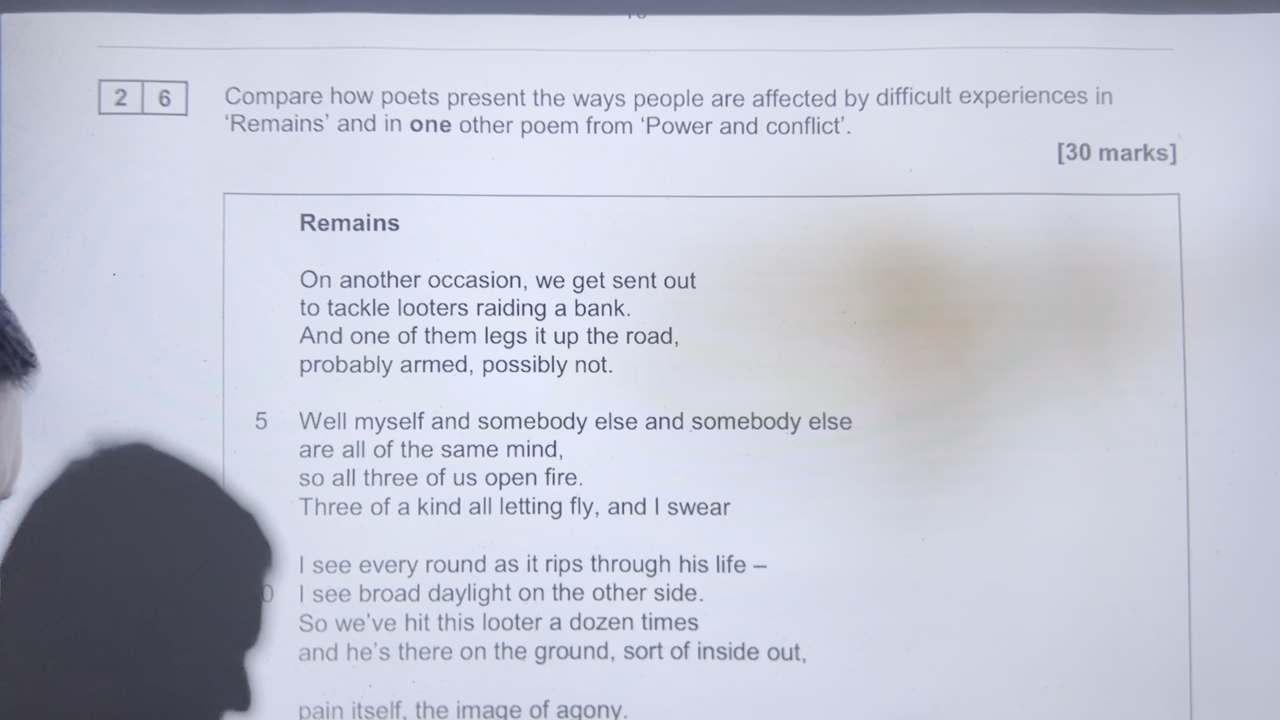 2 6
Compare how poets present the ways people are affected by difficult experiences in
‘Remains’ and in one other poem from ‘Power and conflict’.
[30 marks]
Remains
On another occasion, we get sent out
to tackle looters raiding a bank.
And one of them legs it up the road,
probably armed, possibly not.
5 Well myself and somebody else and somebody else
are all of the same mind,
so all three of us open fire.
Three of a kind all letting fly, and I swear
I see every round as it rips through his life –
0 I see broad daylight on the other side.
So we’ve hit this looter a dozen times
and he’s there on the ground, sort of inside out,
pain itself, the image of agony.